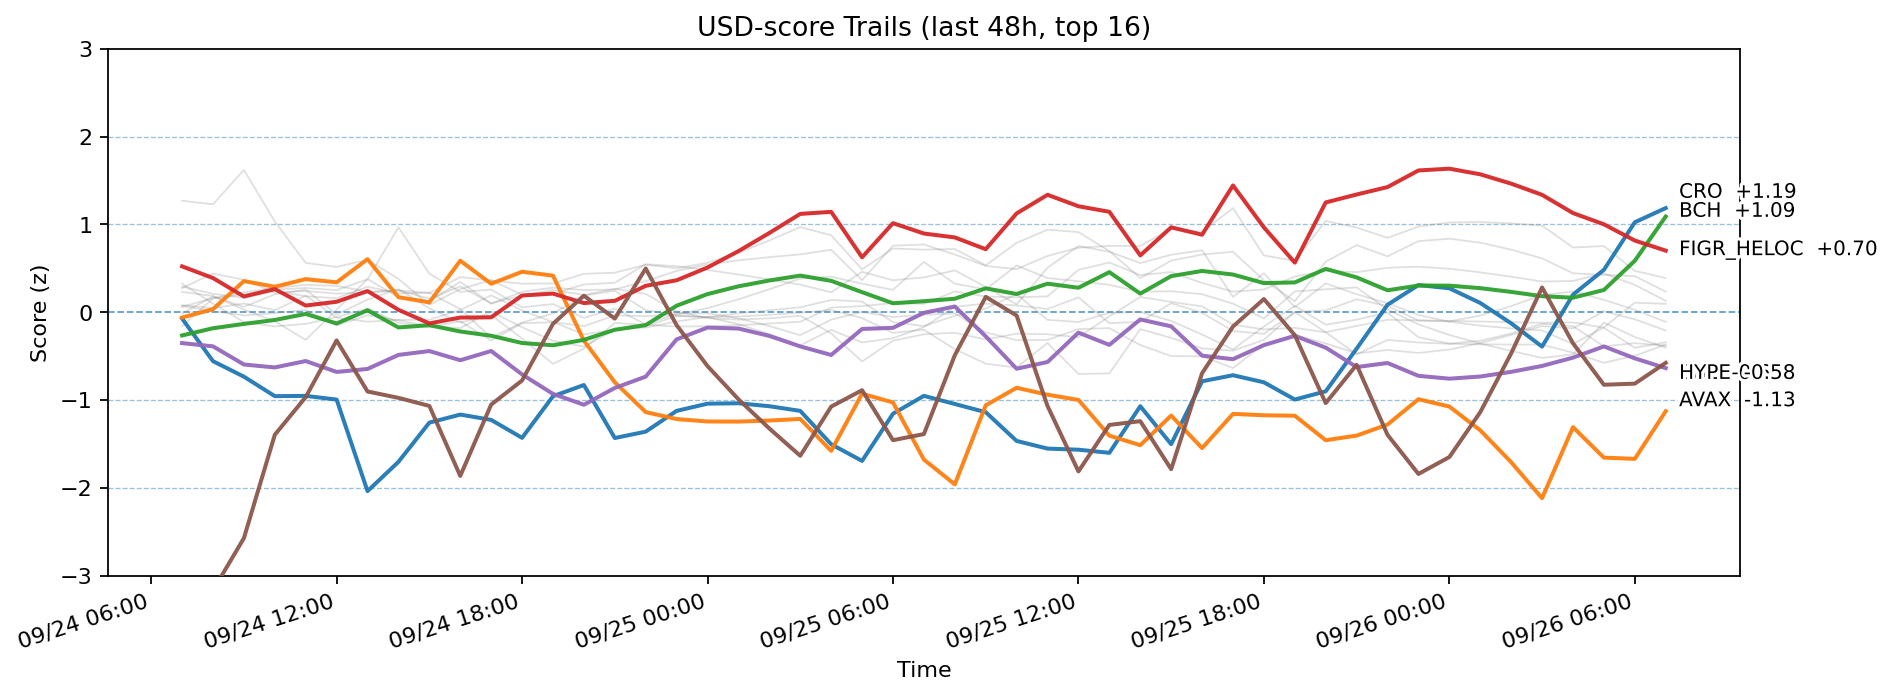 USD-score Trails (last 48h, top 16)
3
2
1
0
−1
−2
−3
Score (z)
CRO +1.19
BCH +1.09
FIGR_HELOC +0.70
HYPE
AVAX -1.13
09/24 06:00
09/24 12:00
09/24 18:00
09/25 00:00
09/25 06:00
09/25 12:00
09/25 18:00
09/26 00:00
09/26 06:00
Time